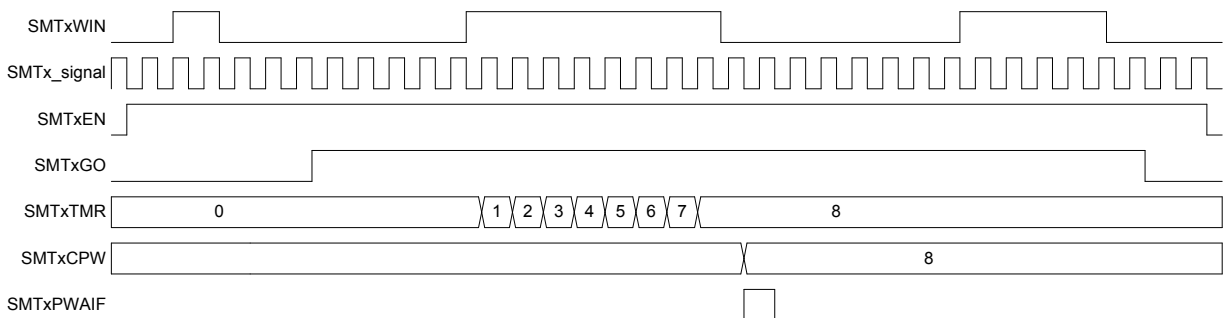 SMTxWIN
SMTx_signal
SMTxEN
SMTxGO
SMTxTMR 0 1 2 3 4 5 6 7 8
SMTxCPW 8
SMTxPWAIF